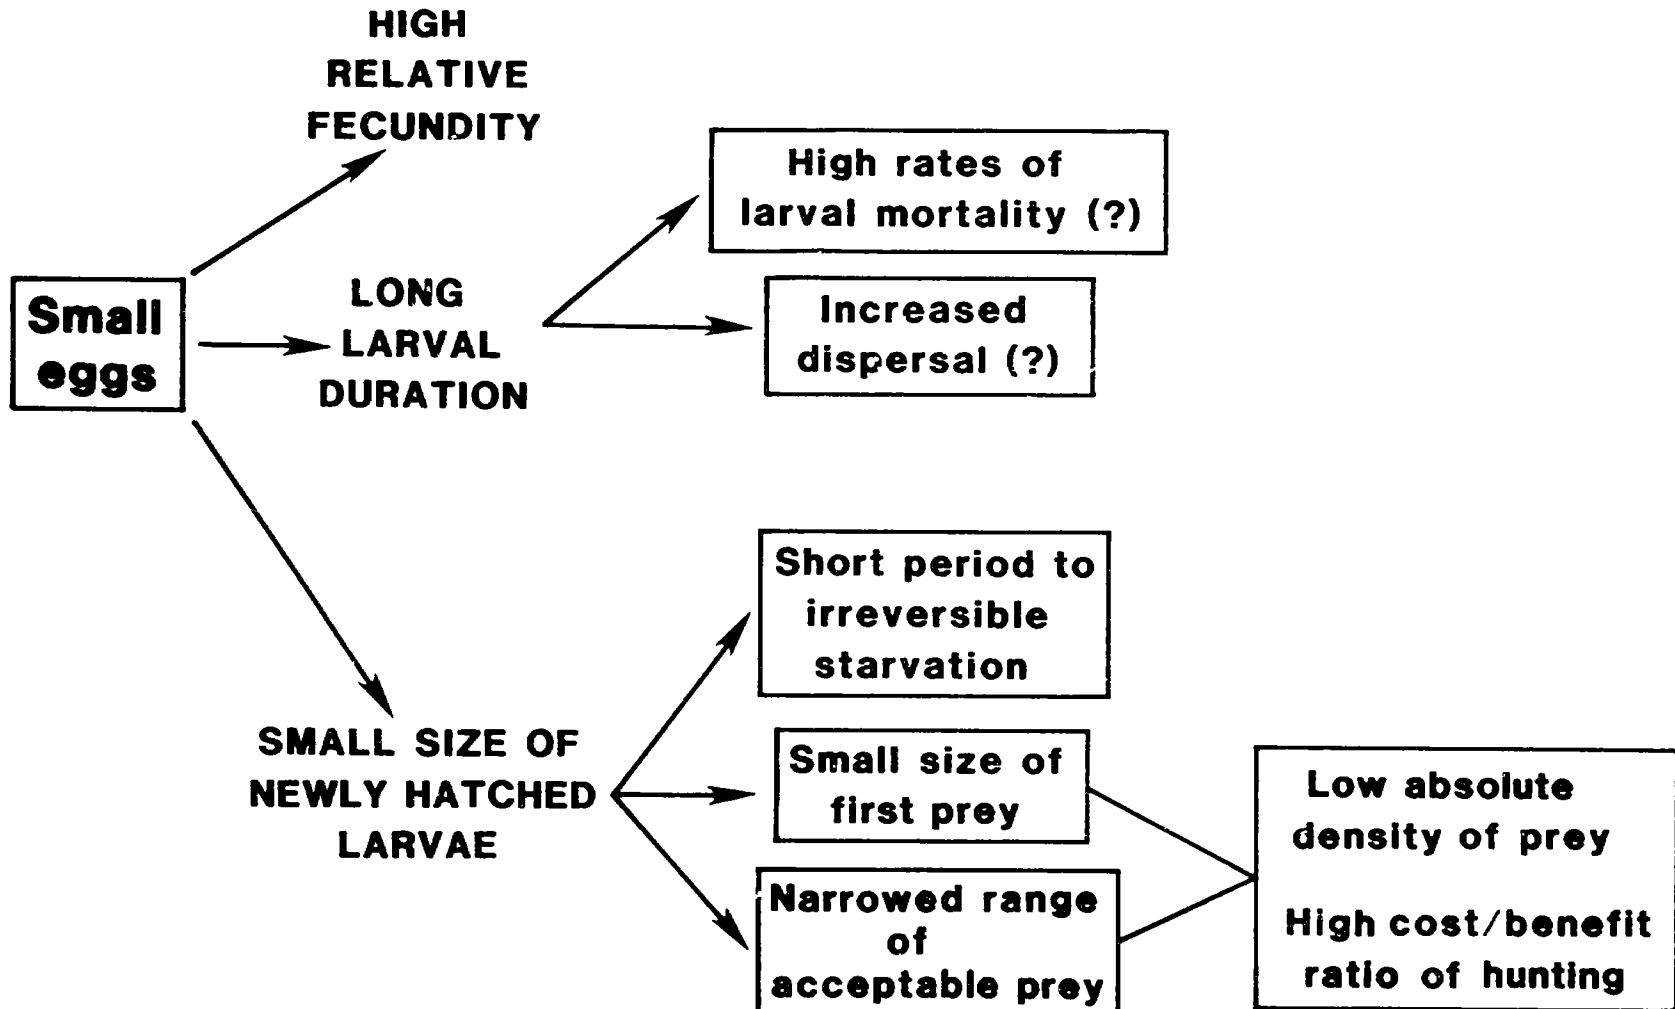 HIGH
RELATIVE
FECUNDITY
High rates of
larval mortality (?)
Small
eggs
LONG
LARVAL
DURATION
Increased
dispersal (?)
Short period to
irreversible
starvation
SMALL SIZE OF
NEWLY HATCHED
LARVAE
Small size of
first prey
Narrowed range
of
acceptable prey
Low absolute
density of prey
High cost/benefit
ratio of hunting